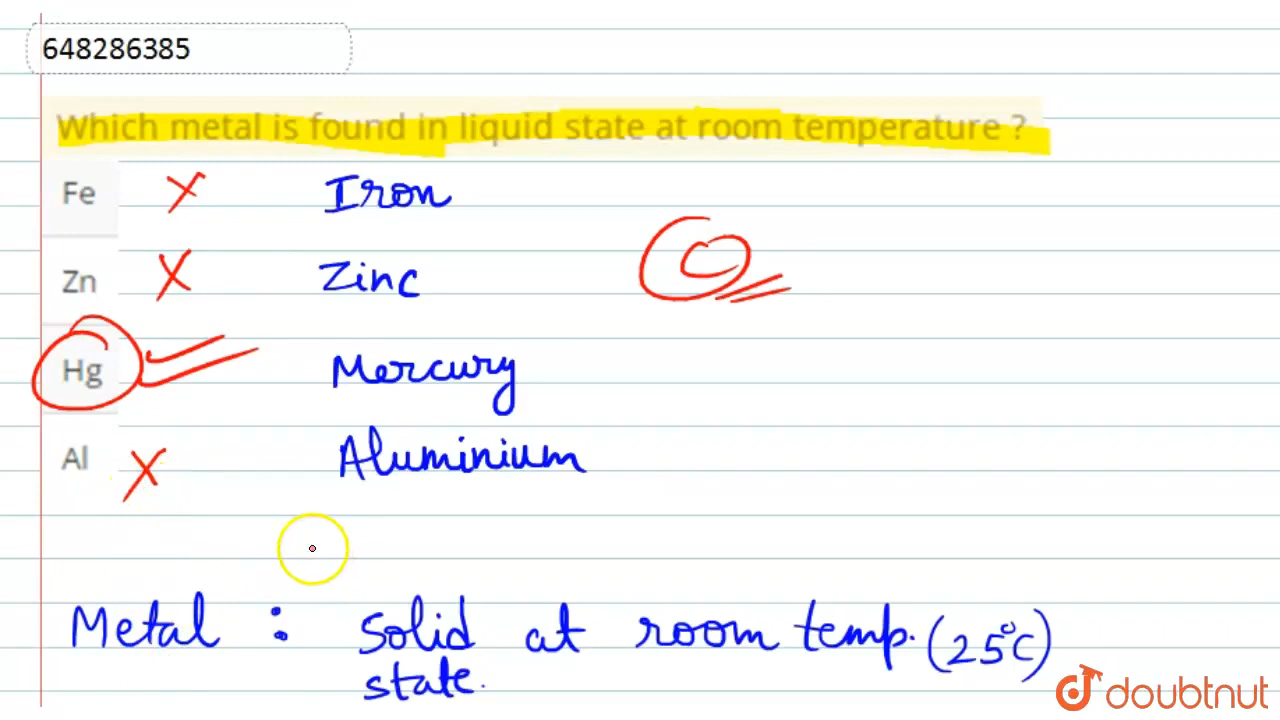 648286385
Which metal is found in liquid state at room temperature ?
Fe X Iron
Zn X Zinc
C
Hg Mercury
Al X Aluminium
Metal : Solid at room temp. (25°C)
state.
doubtnut